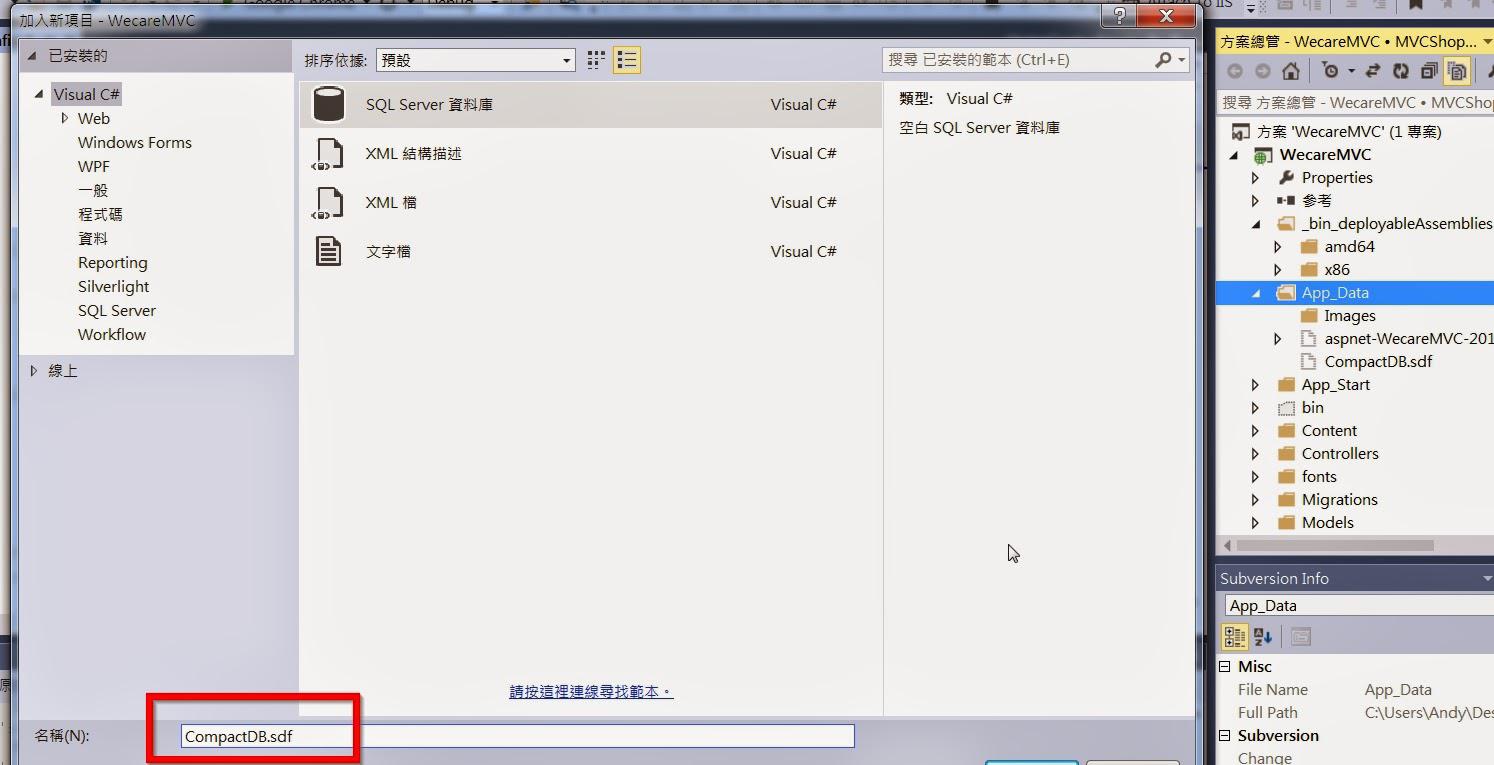 加入新項目 - WecareMVC
已安裝的
Visual C#
Web
Windows Forms
WPF
一般
程式碼
資料
Reporting
Silverlight
SQL Server
Workflow
線上
排序依據: 預設
搜尋 已安裝的範本 (Ctrl+E)
SQL Server 資料庫 Visual C#
XML 結構描述 Visual C#
XML 檔 Visual C#
文字檔 Visual C#
類型: Visual C#
空白 SQL Server 資料庫
請按這裡連線尋找範本。
名稱(N): CompactDB.sdf
方案總管 - WecareMVC • MVCShop...
搜尋 方案總管 - WecareMVC • MVCSho
方案 'WecareMVC' (1 專案)
WecareMVC
Properties
參考
_bin_deployableAssemblies
amd64
x86
App_Data
Images
aspnet-WecareMVC-201
CompactDB.sdf
App_Start
bin
Content
Controllers
fonts
Migrations
Models
Subversion Info
App_Data
Misc
File Name App_Data
Full Path C:\Users\Andy\Des
Subversion
Change